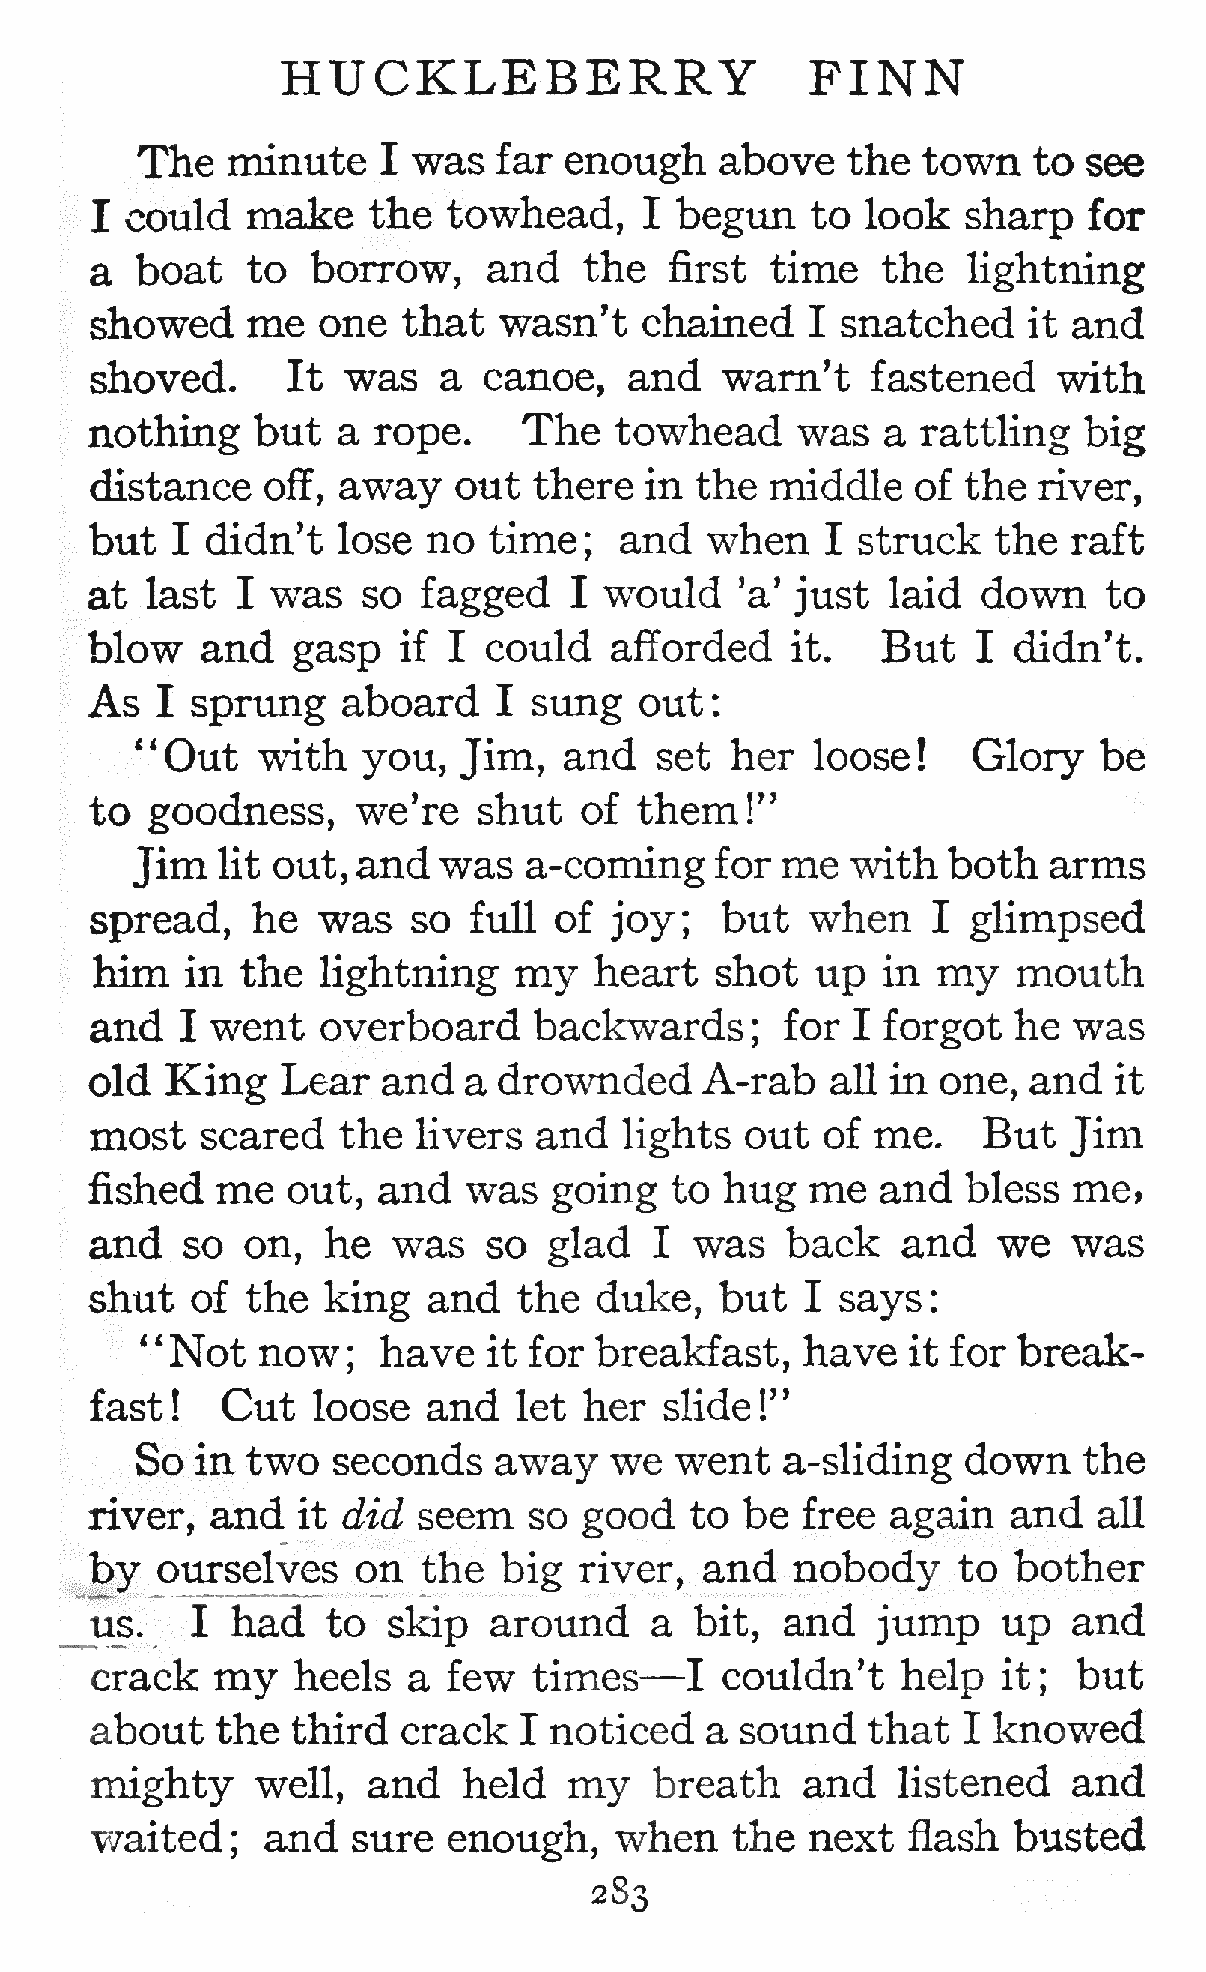 HUCKLEBERRY FINN
The minute I was far enough above the town to see
I could make the towhead, I begun to look sharp for
a boat to borrow, and the first time the lightning
showed me one that wasn't chained I snatched it and
shoved. It was a canoe, and warn't fastened with
nothing but a rope. The towhead was a rattling big
distance off, away out there in the middle of the river,
but I didn't lose no time; and when I struck the raft
at last I was so fagged I would 'a' just laid down to
blow and gasp if I could afforded it. But I didn't.
As I sprung aboard I sung out:
"Out with you, Jim, and set her loose! Glory be
to goodness, we're shut of them!"
Jim lit out, and was a-coming for me with both arms
spread, he was so full of joy; but when I glimpsed
him in the lightning my heart shot up in my mouth
and I went overboard backwards; for I forgot he was
old King Lear and a drownded A-rab all in one, and it
most scared the livers and lights out of me. But Jim
fished me out, and was going to hug me and bless me,
and so on, he was so glad I was back and we was
shut of the king and the duke, but I says:
"Not now; have it for breakfast, have it for break-
fast! Cut loose and let her slide!"
So in two seconds away we went a-sliding down the
river, and it did seem so good to be free again and all
by ourselves on the big river, and nobody to bother
us. I had to skip around a bit, and jump up and
crack my heels a few times—I couldn't help it; but
about the third crack I noticed a sound that I knowed
mighty well, and held my breath and listened and
waited; and sure enough, when the next flash busted
283